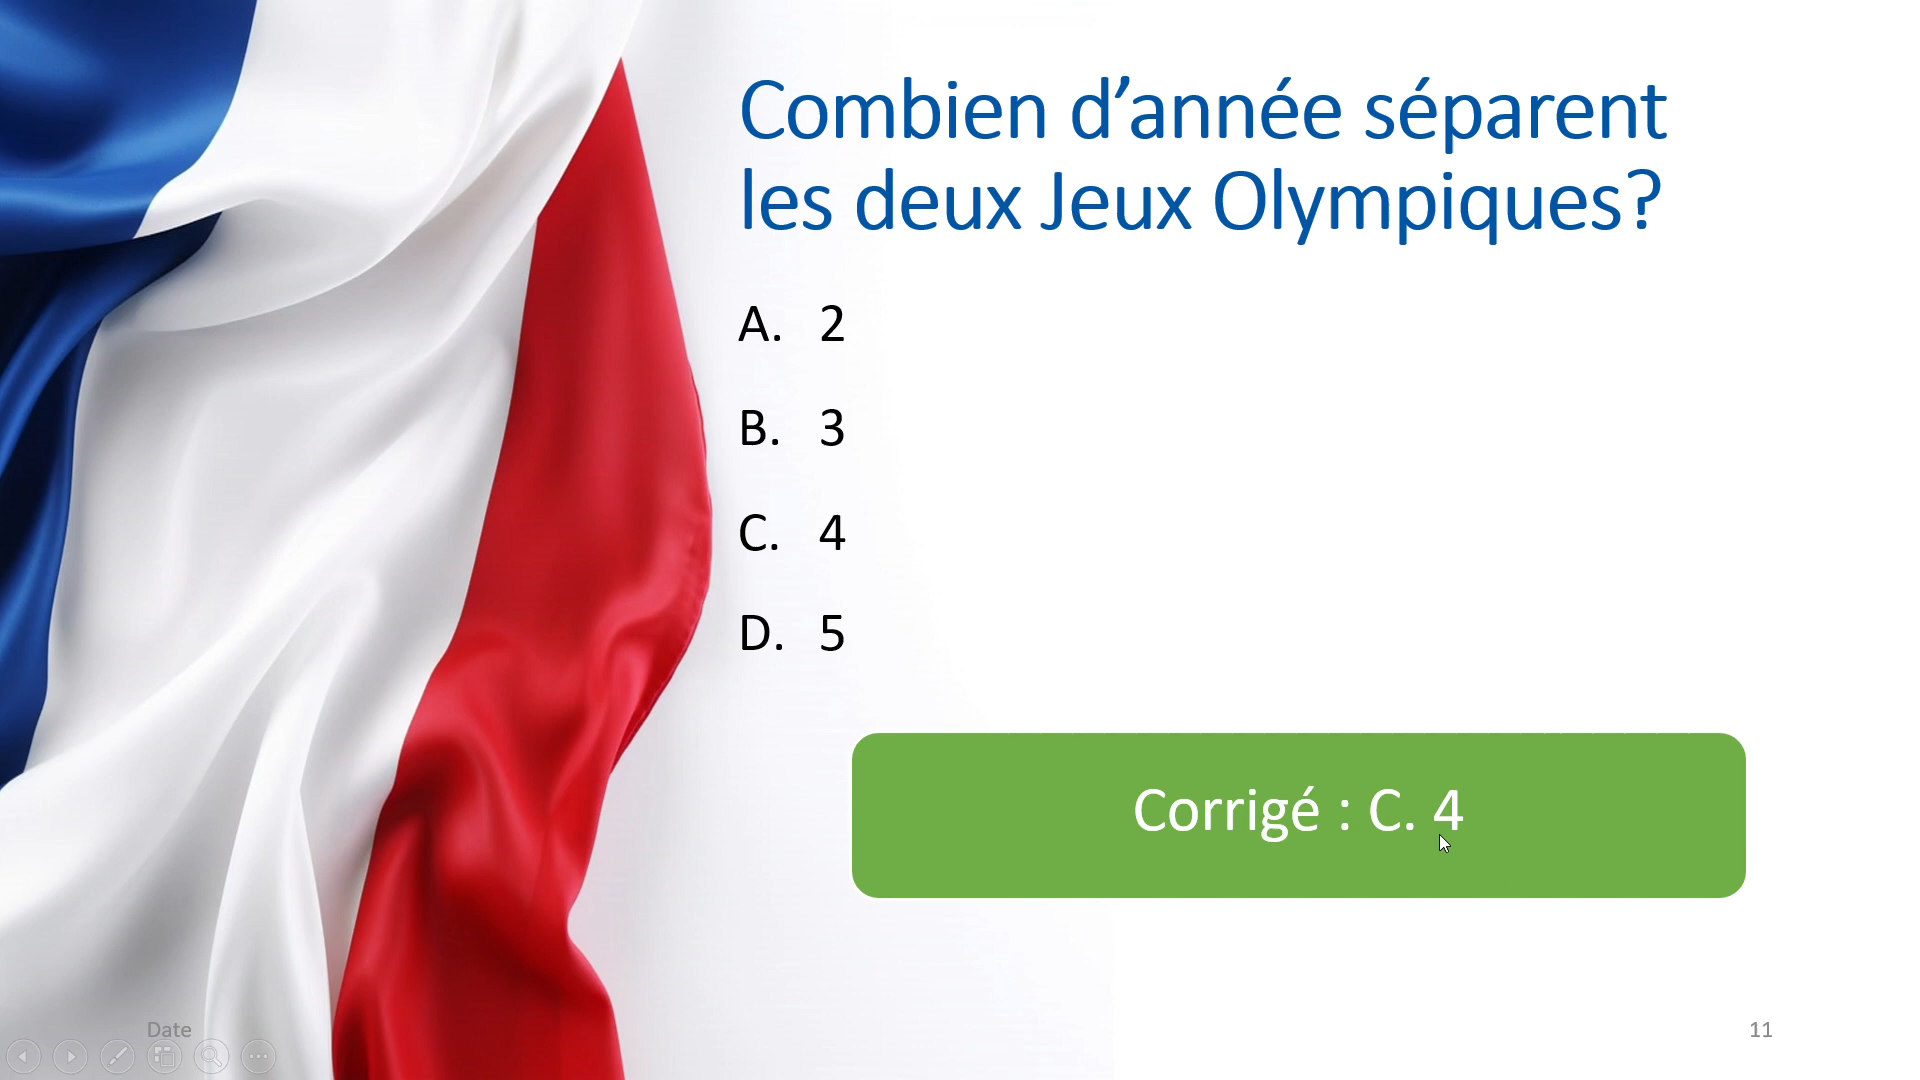 Combien d’année séparent
les deux Jeux Olympiques?
A. 2
B. 3
C. 4
D. 5
Corrigé : C. 4
Date
11